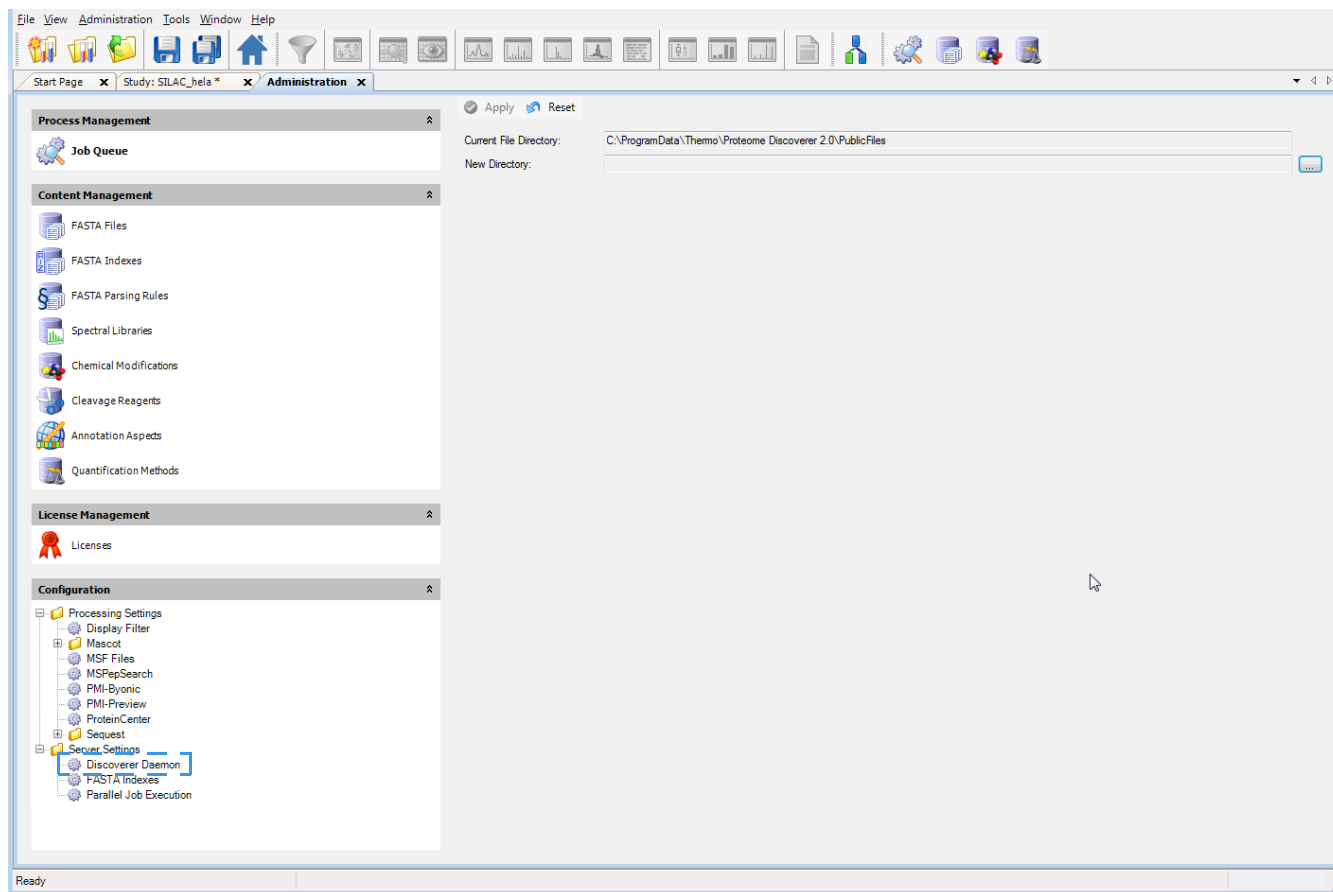 File View Administration Tools Window Help
Start Page x Study: SILAC_hela * x Administration x
Process Management
Job Queue
Content Management
FASTA Files
FASTA Indexes
FASTA Parsing Rules
Spectral Libraries
Chemical Modifications
Cleavage Reagents
Annotation Aspects
Quantification Methods
License Management
Licenses
Configuration
Processing Settings
Display Filter
Mascot
MSF Files
MSPepSearch
PMI-Byonic
PMI-Preview
ProteinCenter
Sequest
Server Settings
Discoverer Daemon
FASTA Indexes
Parallel Job Execution
Apply Reset
Current File Directory: C:\ProgramData\Thermo\Proteome Discoverer 2.0\PublicFiles
New Directory: ...
Ready